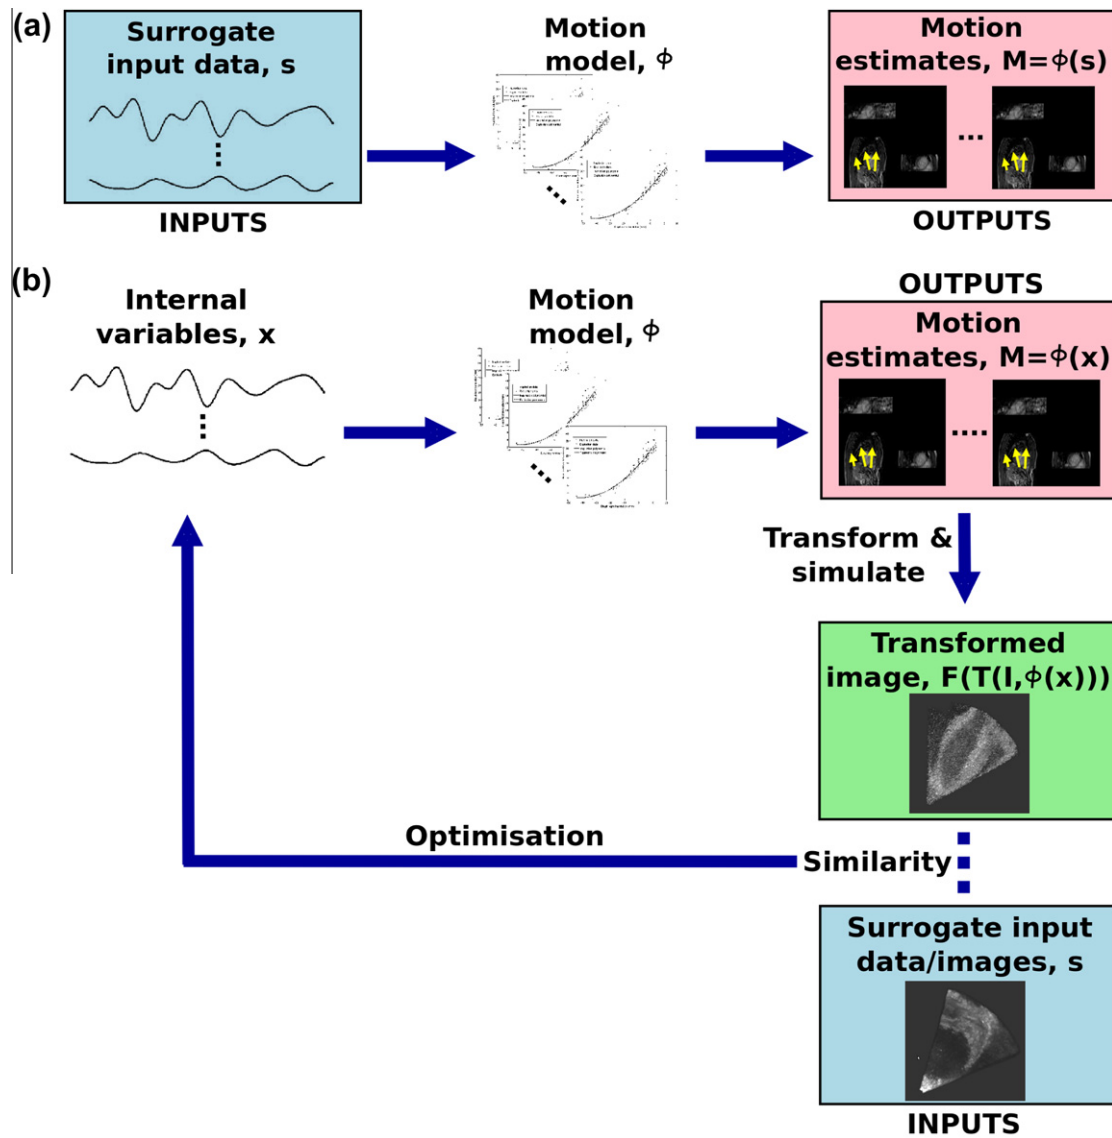 (a)
Surrogate
input data, s
INPUTS
Motion
model, ϕ
Motion
estimates, M=ϕ(s)
...
OUTPUTS
(b)
Internal
variables, x
Motion
model, ϕ
OUTPUTS
Motion
estimates, M=ϕ(x)
....
Transform &
simulate
Transformed
image, F(T(I,ϕ(x)))
Optimisation
Similarity
Surrogate input
data/images, s
INPUTS